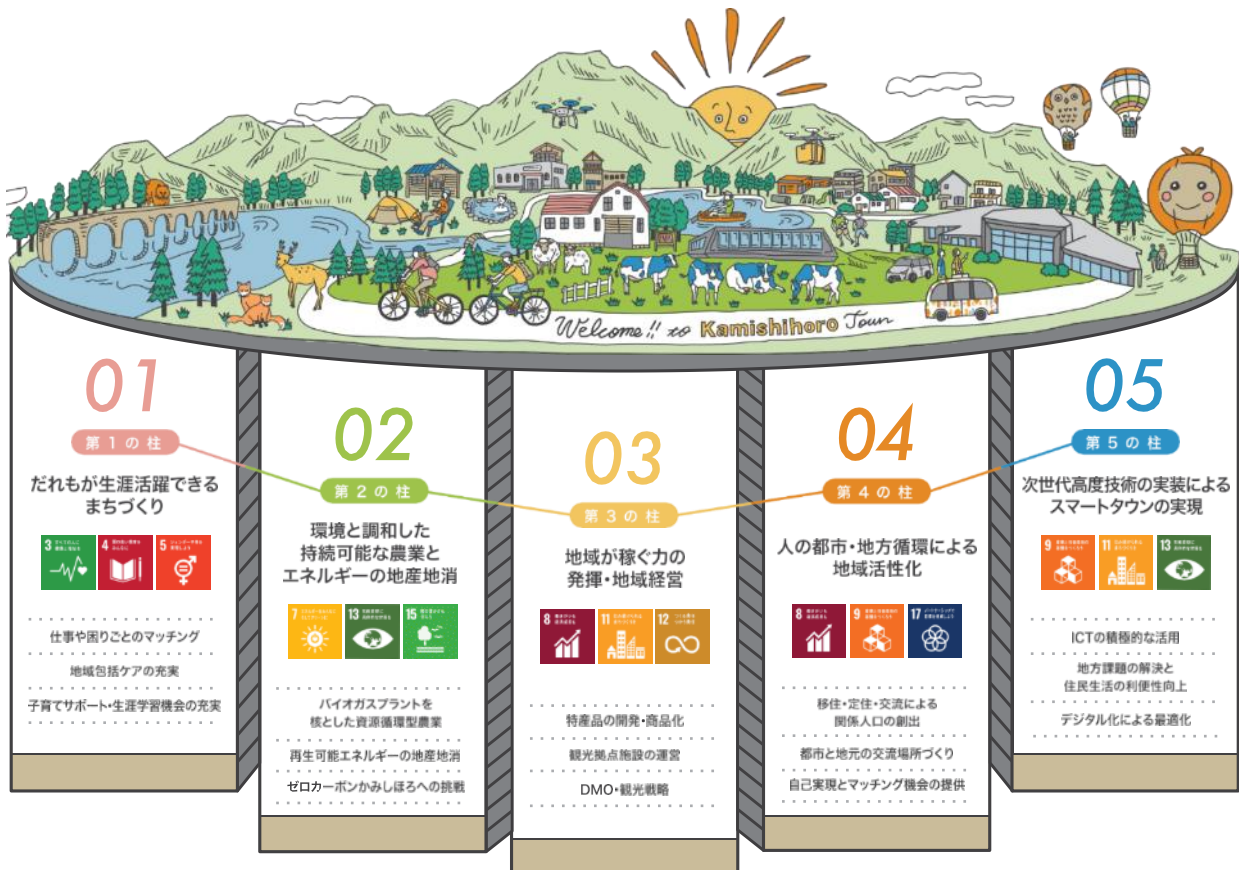 Welcome!! to Kamishihoro Town
01
第1の柱
だれもが生涯活躍できる
まちづくり
3
4
5
仕事や困りごとのマッチング
地域包括ケアの充実
子育てサポート・生涯学習機会の充実
02
第2の柱
環境と調和した
持続可能な農業と
エネルギーの地産地消
7
13
15
バイオガスプラントを
核とした資源循環型農業
再生可能エネルギーの地産地消
ゼロカーボンかみしほろへの挑戦
03
第3の柱
地域が稼ぐ力の
発揮・地域経営
8
11
12
特産品の開発・商品化
観光拠点施設の運営
DMO・観光戦略
04
第4の柱
人の都市・地方循環による
地域活性化
8
9
17
移住・定住・交流による
関係人口の創出
都市と地元の交流場所づくり
自己実現とマッチング機会の提供
05
第5の柱
次世代高度技術の実装による
スマートタウンの実現
9
11
13
ICTの積極的な活用
地方課題の解決と
住民生活の利便性向上
デジタル化による最適化